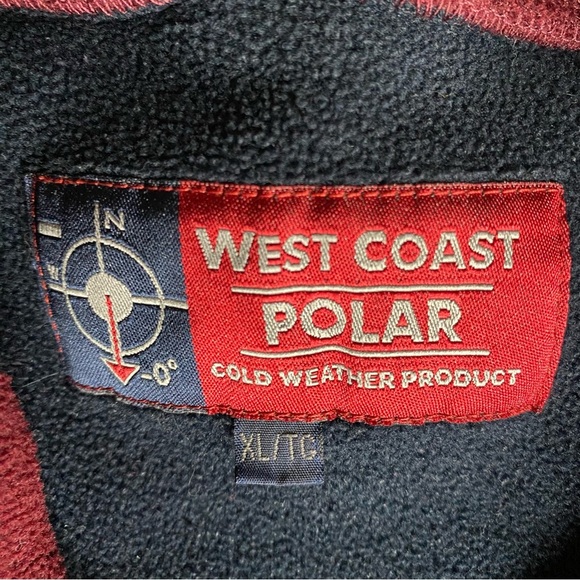 N
-0°
WEST COAST
POLAR
COLD WEATHER PRODUCT
XL/TG